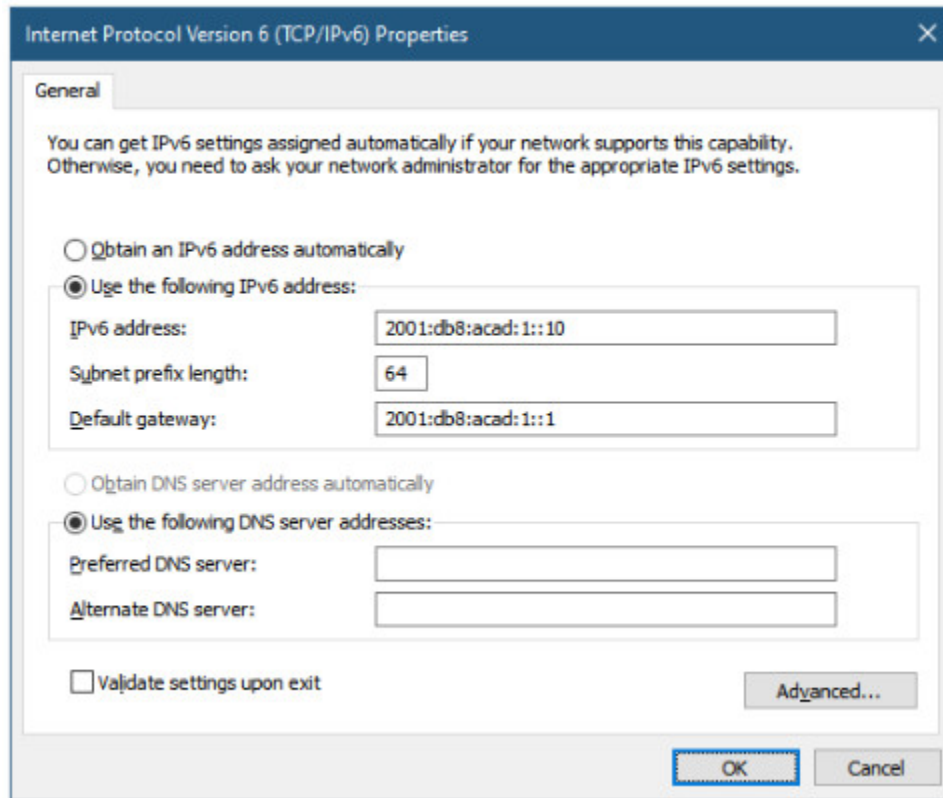 Internet Protocol Version 6 (TCP/IPv6) Properties
General
You can get IPv6 settings assigned automatically if your network supports this capability.
Otherwise, you need to ask your network administrator for the appropriate IPv6 settings.
Obtain an IPv6 address automatically
Use the following IPv6 address:
IPv6 address: 2001:db8:acad:1::10
Subnet prefix length: 64
Default gateway: 2001:db8:acad:1::1
Obtain DNS server address automatically
Use the following DNS server addresses:
Preferred DNS server:
Alternate DNS server:
Validate settings upon exit
Advanced...
OK Cancel